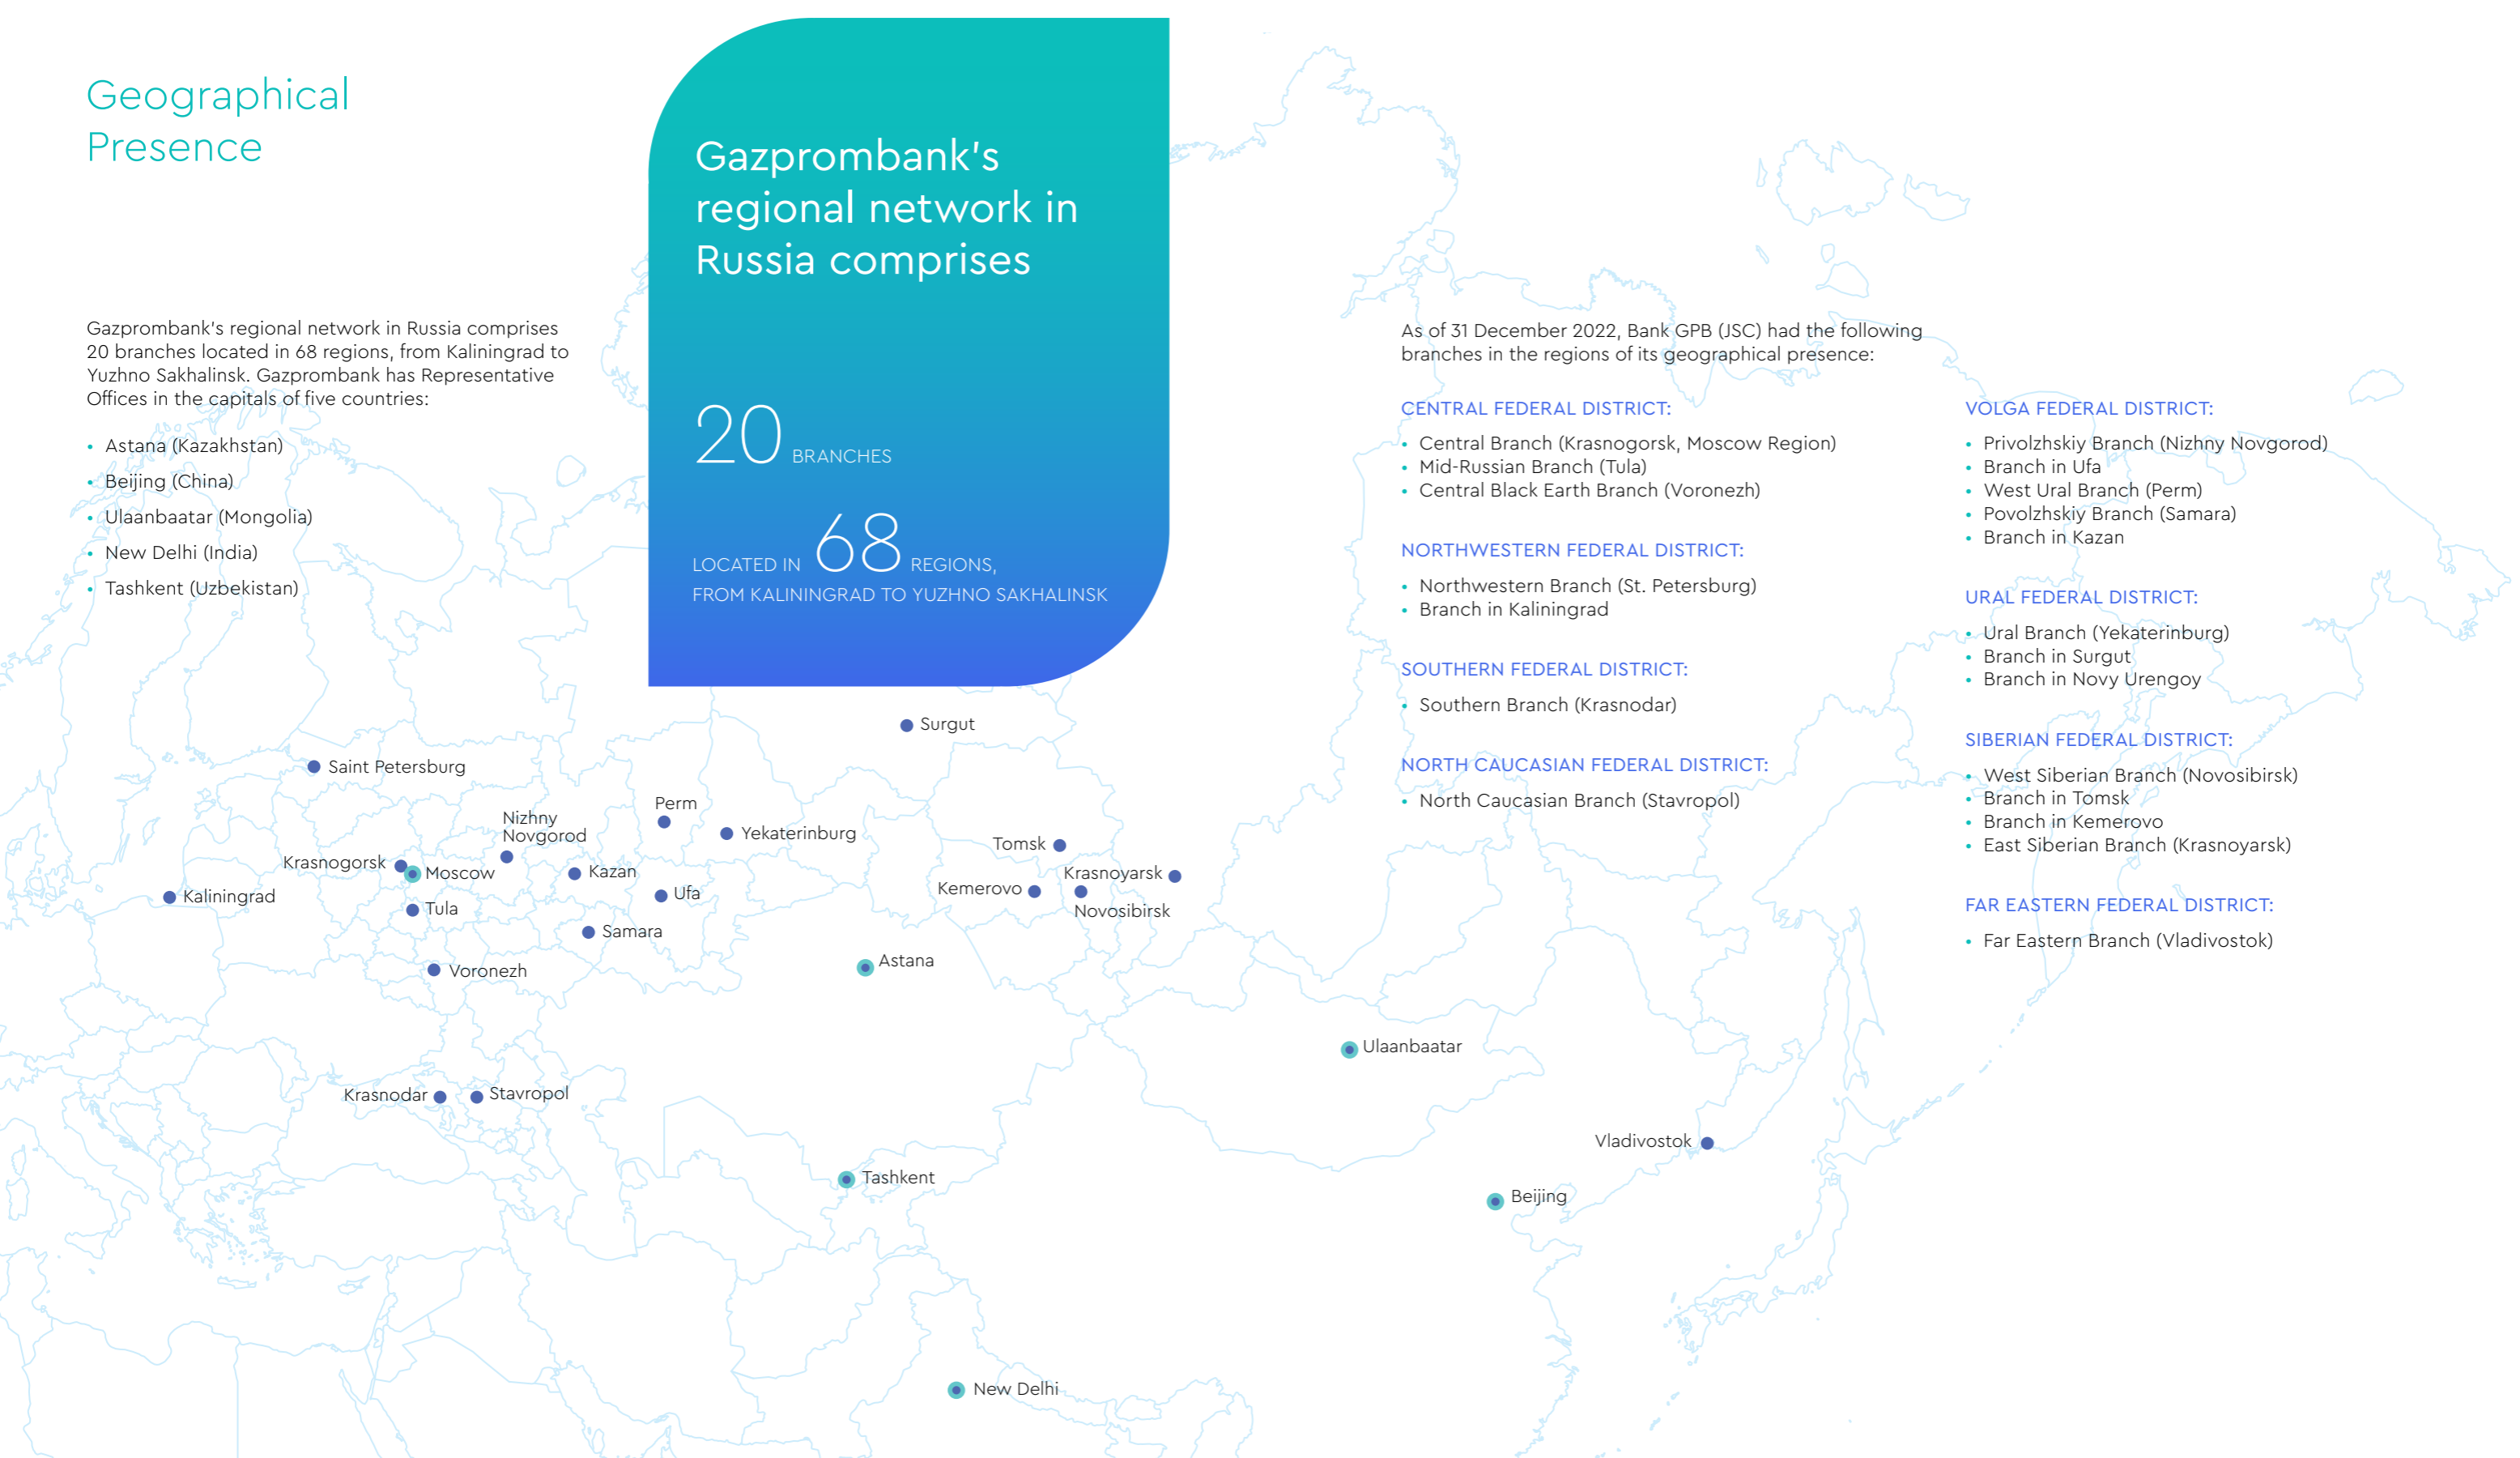 Geographical
Presence
Gazprombank's regional network in Russia comprises
20 branches located in 68 regions, from Kaliningrad to
Yuzhno Sakhalinsk. Gazprombank has Representative
Offices in the capitals of five countries:
• Astana (Kazakhstan)
• Beijing (China)
• Ulaanbaatar (Mongolia)
• New Delhi (India)
• Tashkent (Uzbekistan)
Gazprombank's
regional network in
Russia comprises
20 BRANCHES
LOCATED IN 68 REGIONS,
FROM KALININGRAD TO YUZHNO SAKHALINSK
As of 31 December 2022, Bank GPB (JSC) had the following
branches in the regions of its geographical presence:
CENTRAL FEDERAL DISTRICT:
• Central Branch (Krasnogorsk, Moscow Region)
• Mid-Russian Branch (Tula)
• Central Black Earth Branch (Voronezh)
NORTHWESTERN FEDERAL DISTRICT:
• Northwestern Branch (St. Petersburg)
• Branch in Kaliningrad
SOUTHERN FEDERAL DISTRICT:
• Southern Branch (Krasnodar)
NORTH CAUCASIAN FEDERAL DISTRICT:
• North Caucasian Branch (Stavropol)
VOLGA FEDERAL DISTRICT:
• Privolzhskiy Branch (Nizhny Novgorod)
• Branch in Ufa
• West Ural Branch (Perm)
• Povolzhskiy Branch (Samara)
• Branch in Kazan
URAL FEDERAL DISTRICT:
• Ural Branch (Yekaterinburg)
• Branch in Surgut
• Branch in Novy Urengoy
SIBERIAN FEDERAL DISTRICT:
• West Siberian Branch (Novosibirsk)
• Branch in Tomsk
• Branch in Kemerovo
• East Siberian Branch (Krasnoyarsk)
FAR EASTERN FEDERAL DISTRICT:
• Far Eastern Branch (Vladivostok)
Surgut
Saint Petersburg
Perm
Nizhny
Novgorod
Yekaterinburg
Tomsk
Krasnogorsk
Moscow
Kazan
Krasnoyarsk
Kemerovo
Ufa
Kaliningrad
Tula
Novosibirsk
Samara
Astana
Voronezh
Ulaanbaatar
Krasnodar
Stavropol
Vladivostok
Tashkent
Beijing
New Delhi